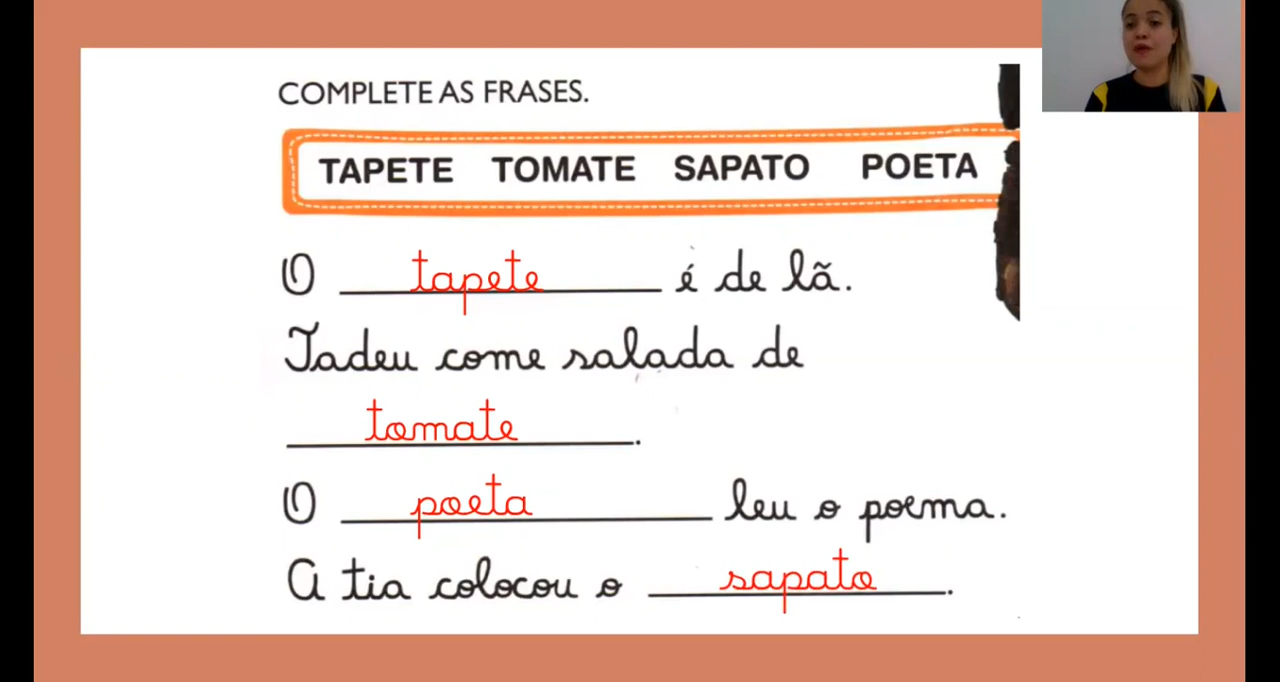 COMPLETE AS FRASES.
TAPETE TOMATE SAPATO POETA
O tapete é de lã.
Tadeu come salada de
tomate.
O poeta leu o poema.
A tia colocou o sapato.